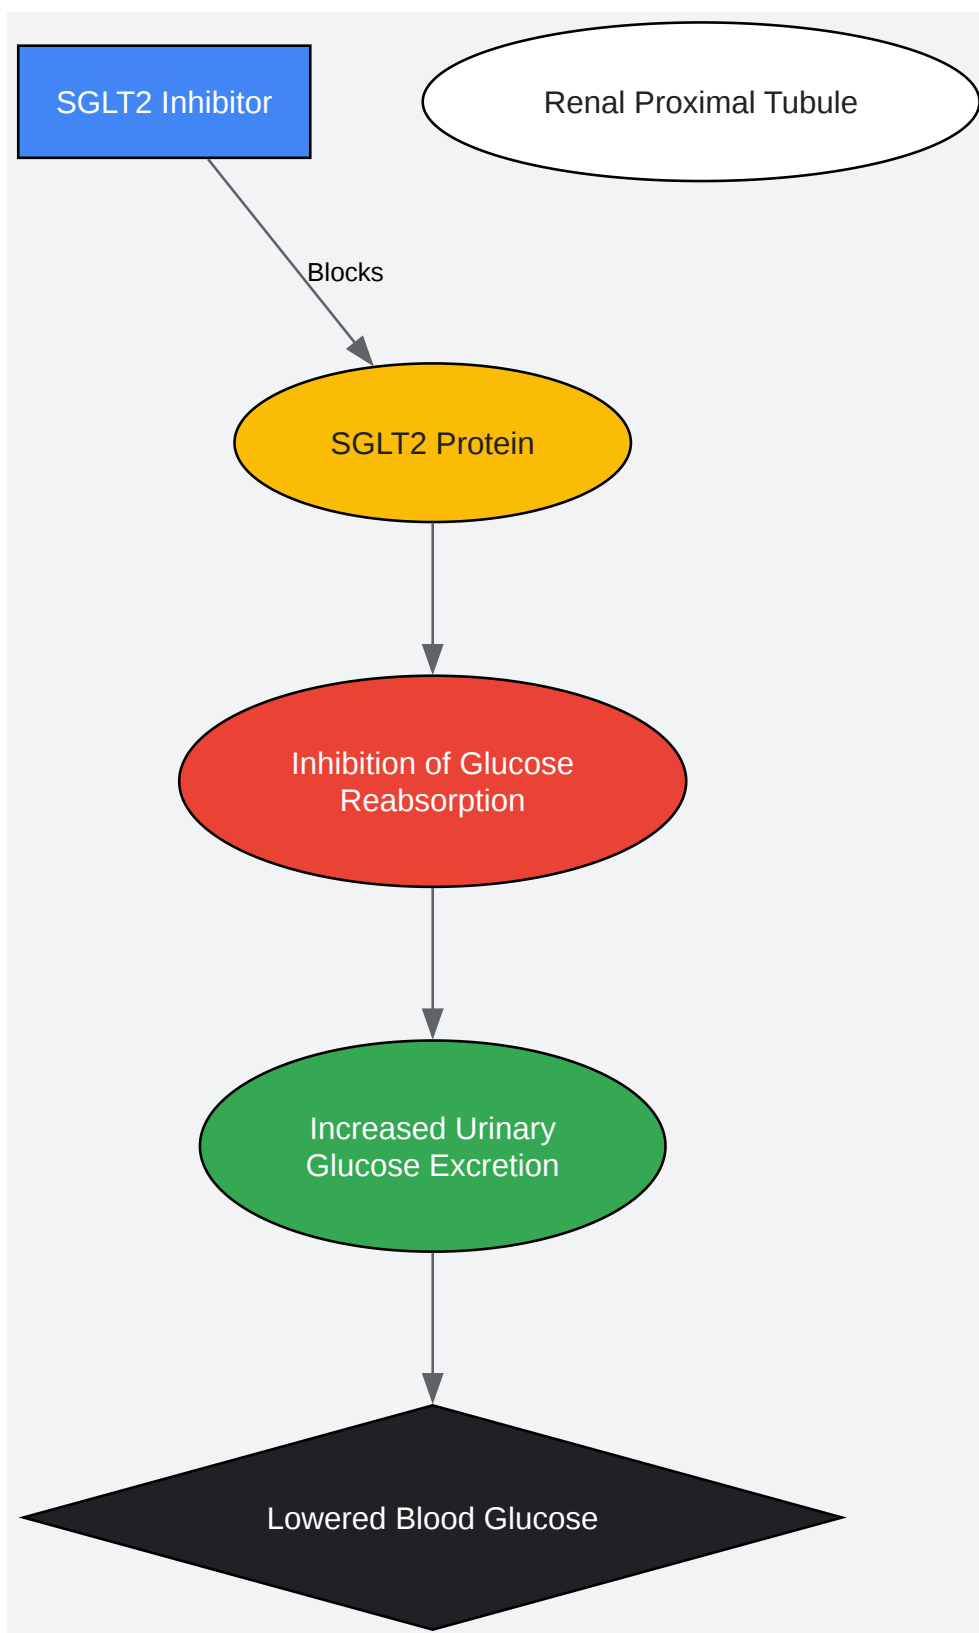 SGLT2 Inhibitor
Renal Proximal Tubule
Blocks
SGLT2 Protein
Inhibition of Glucose
Reabsorption
Increased Urinary
Glucose Excretion
Lowered Blood Glucose